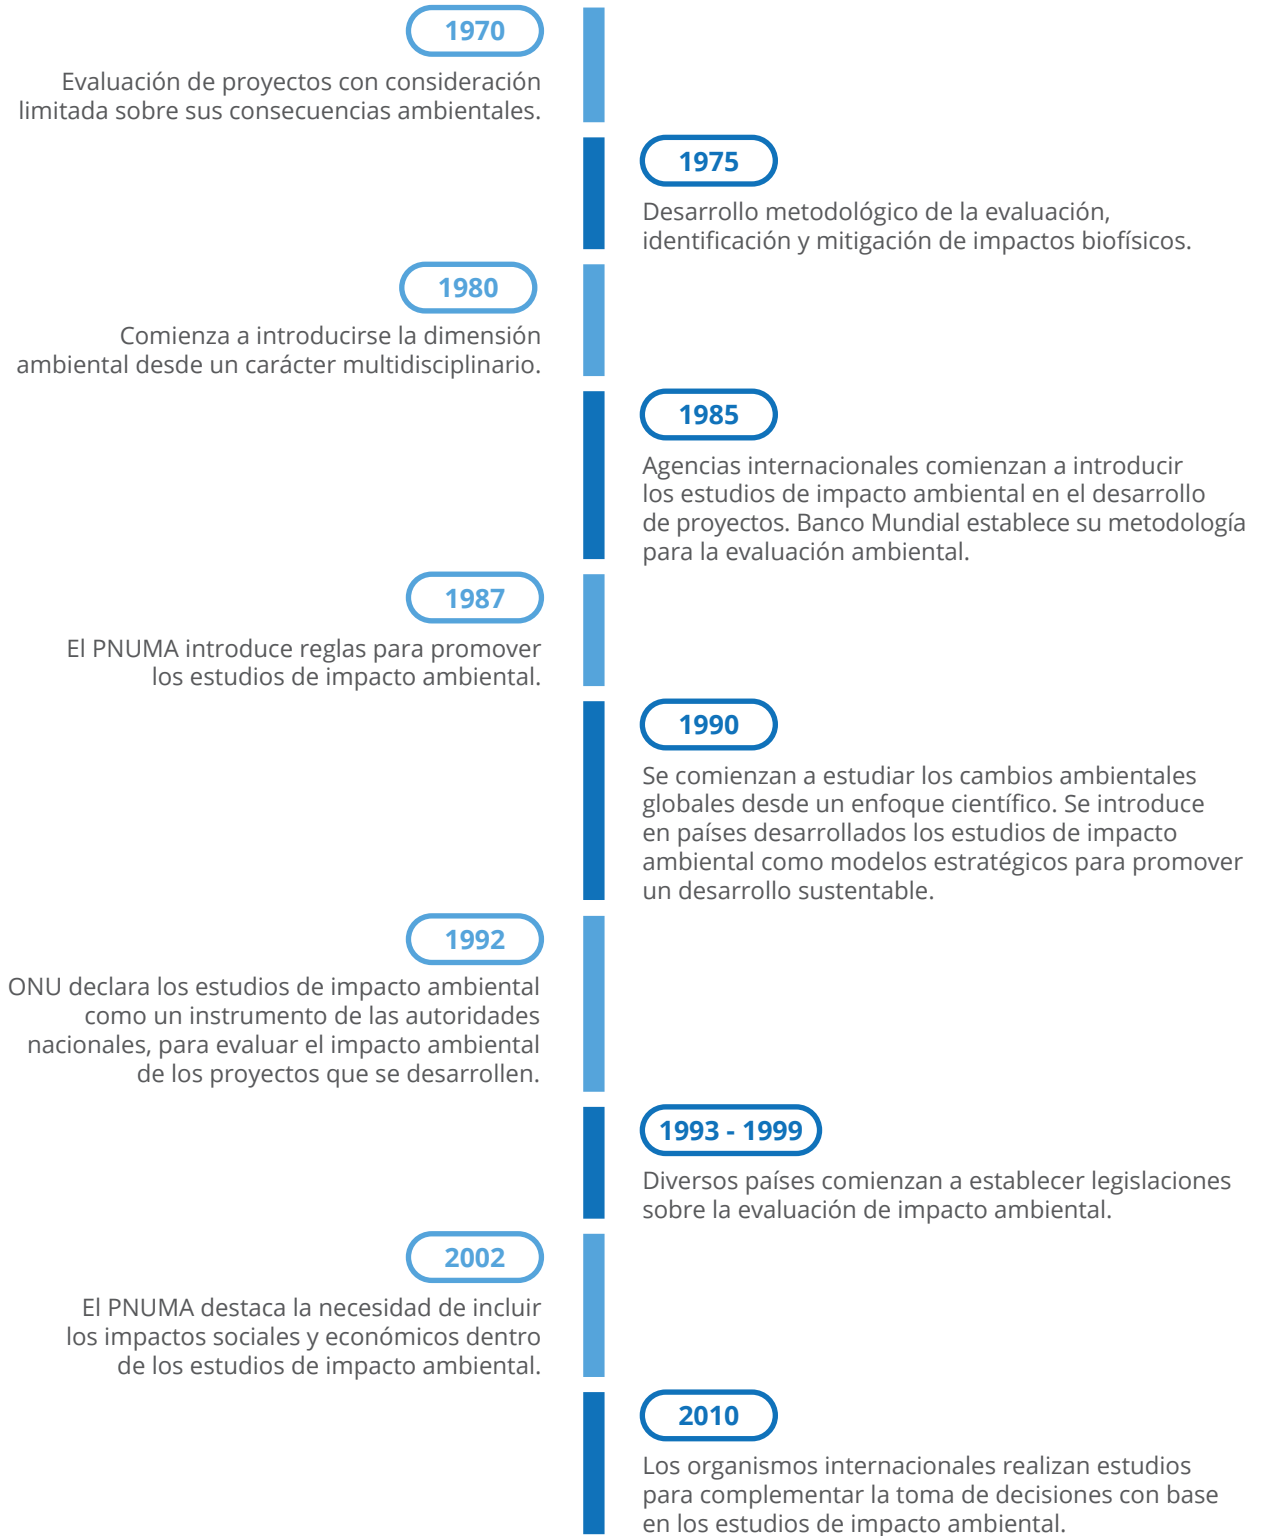 1970
Evaluación de proyectos con consideración
limitada sobre sus consecuencias ambientales.
1975
Desarrollo metodológico de la evaluación,
identificación y mitigación de impactos biofísicos.
1980
Comienza a introducirse la dimensión
ambiental desde un carácter multidisciplinario.
1985
Agencias internacionales comienzan a introducir
los estudios de impacto ambiental en el desarrollo
de proyectos. Banco Mundial establece su metodología
para la evaluación ambiental.
1987
El PNUMA introduce reglas para promover
los estudios de impacto ambiental.
1990
Se comienzan a estudiar los cambios ambientales
globales desde un enfoque científico. Se introduce
en países desarrollados los estudios de impacto
ambiental como modelos estratégicos para promover
un desarrollo sustentable.
1992
ONU declara los estudios de impacto ambiental
como un instrumento de las autoridades
nacionales, para evaluar el impacto ambiental
de los proyectos que se desarrollen.
1993 - 1999
Diversos países comienzan a establecer legislaciones
sobre la evaluación de impacto ambiental.
2002
El PNUMA destaca la necesidad de incluir
los impactos sociales y económicos dentro
de los estudios de impacto ambiental.
2010
Los organismos internacionales realizan estudios
para complementar la toma de decisiones con base
en los estudios de impacto ambiental.